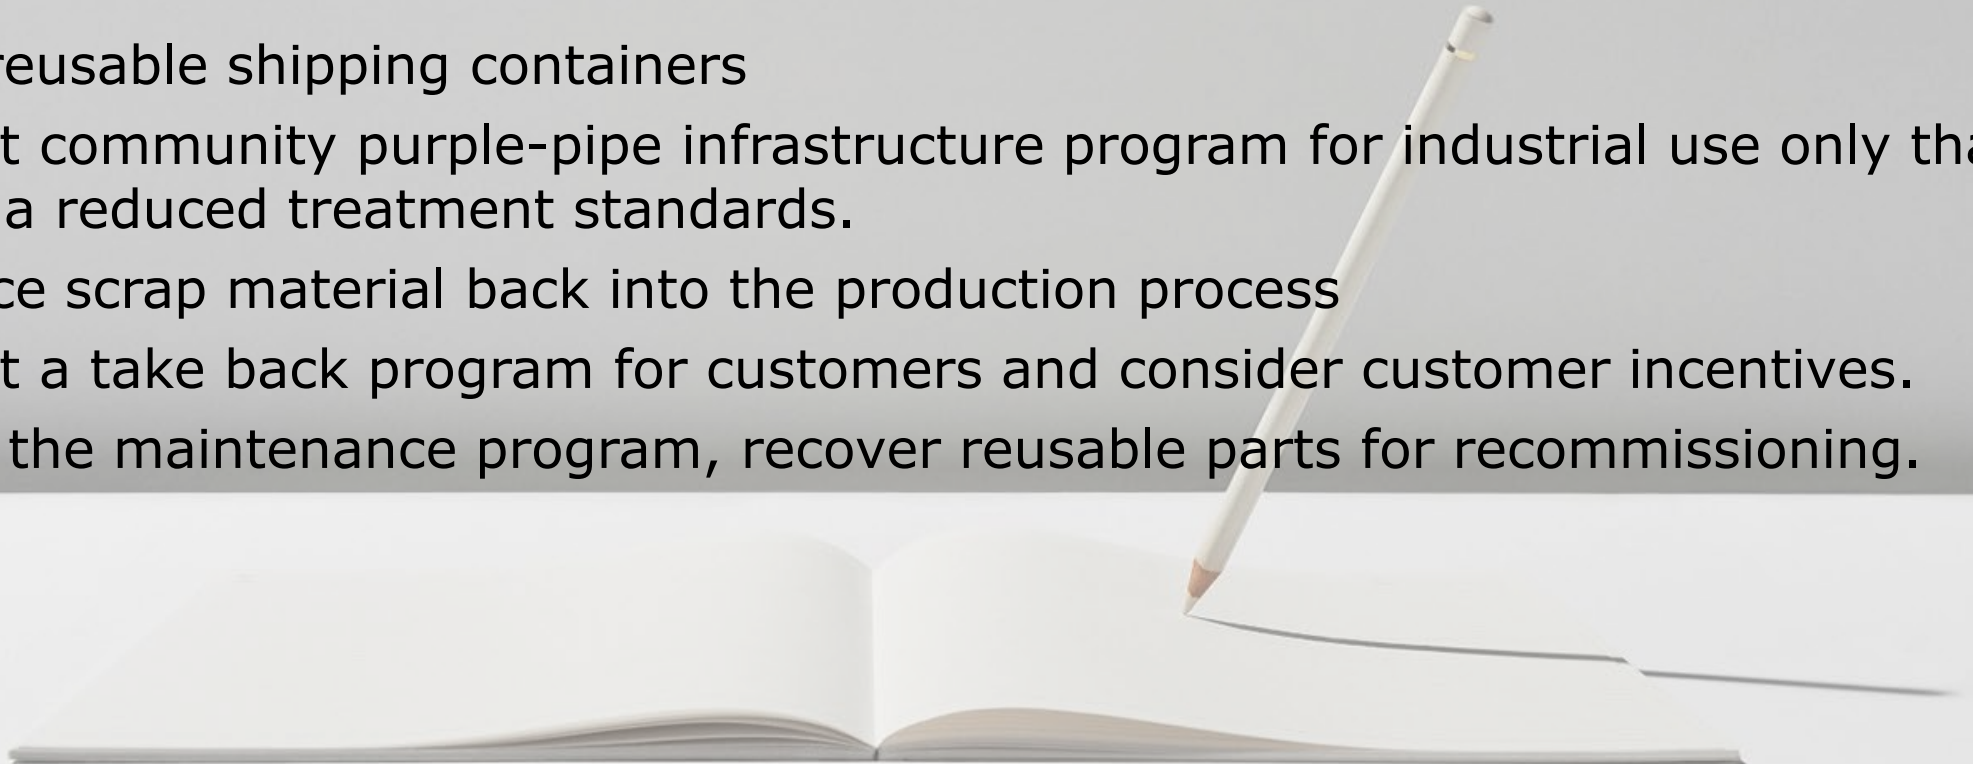 reusable shipping containers
t community purple-pipe infrastructure program for industrial use only tha
a reduced treatment standards.
ce scrap material back into the production process
t a take back program for customers and consider customer incentives.
the maintenance program, recover reusable parts for recommissioning.